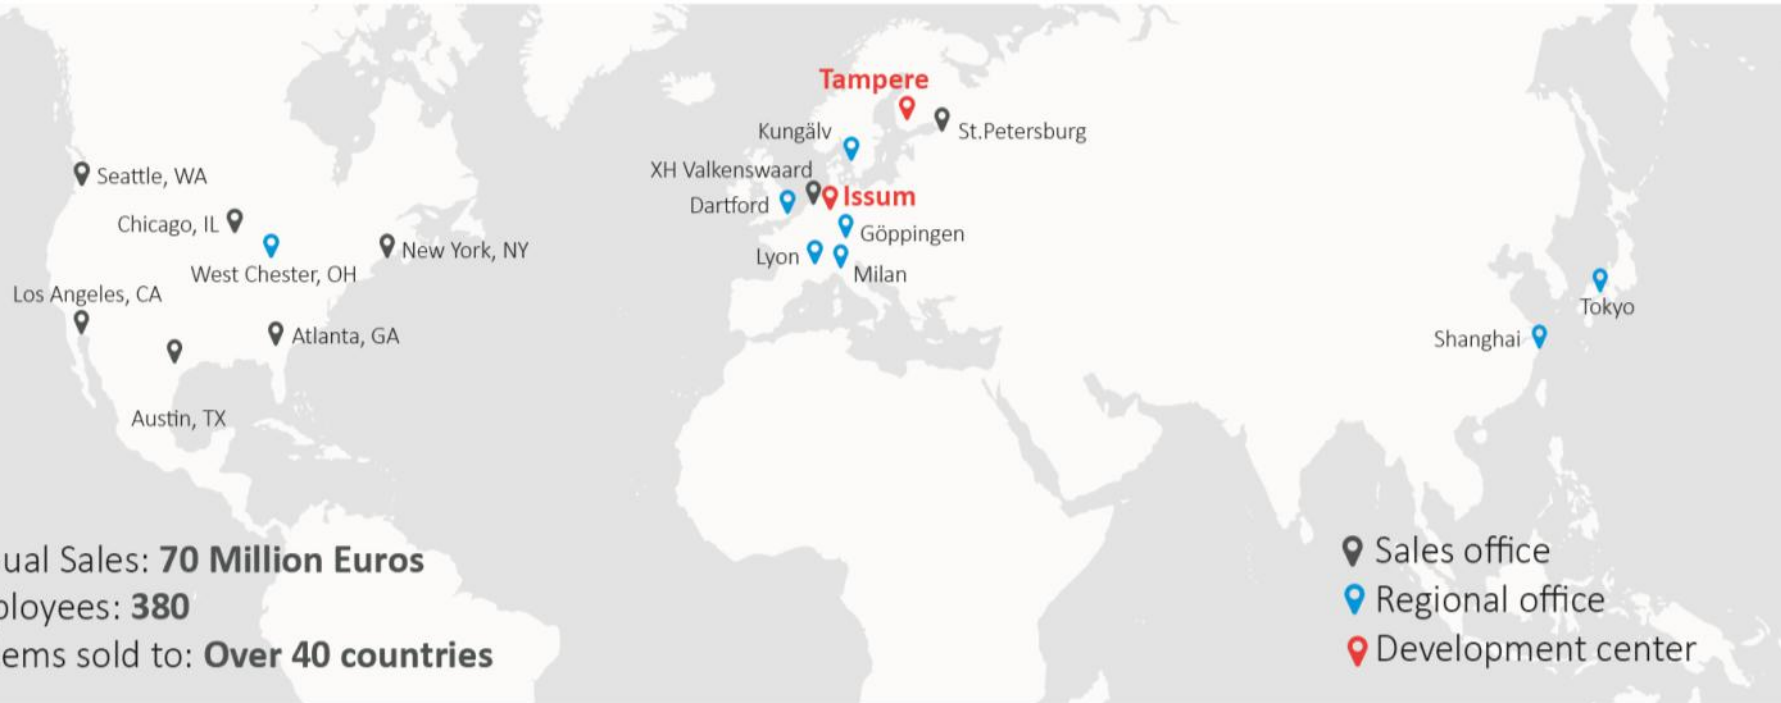 Tampere
Kungälv
St.Petersburg
XH Valkenswaard
Seattle, WA
Dartford
Issum
Chicago, IL
Göppingen
New York, NY
Lyon
West Chester, OH
Milan
Los Angeles, CA
Tokyo
Atlanta, GA
Shanghai
Austin, TX
ual Sales: 70 Million Euros
ployees: 380
ems sold to: Over 40 countries
Sales office
Regional office
Development center